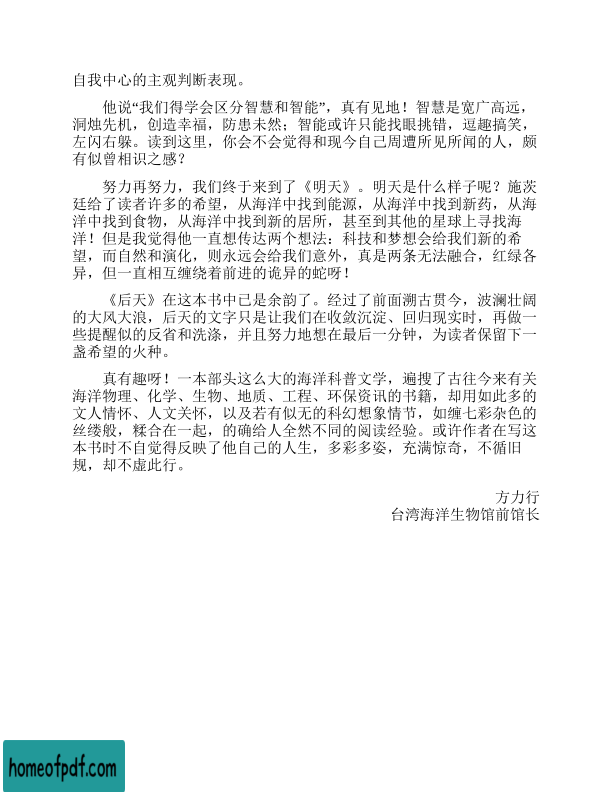 自我中心的主观判断表现。
他说“我们得学会区分智慧和智能”，真有见地！智慧是宽广高远，
洞烛先机，创造幸福，防患未然；智能或许只能找眼挑错，逗趣搞笑，
左闪右躲。读到这里，你会不会觉得和现今自己周遭所见所闻的人，颇
有似曾相识之感？
努力再努力，我们终于来到了《明天》。明天是什么样子呢？施茨
廷给了读者许多的希望，从海洋中找到能源，从海洋中找到新药，从海
洋中找到食物，从海洋中找到新的居所，甚至到其他的星球上寻找海
洋！但是我觉得他一直想传达两个想法：科技和梦想会给我们新的希
望，而自然和演化，则永远会给我们意外，真是两条无法融合，红绿各
异，但一直相互缠绕着前进的诡异的蛇呀！
《后天》在这本书中已是余韵了。经过了前面溯古贯今，波澜壮阔
的大风大浪，后天的文字只是让我们在收敛沉淀、回归现实时，再做一
些提醒似的反省和洗涤，并且努力地想在最后一分钟，为读者保留下一
盏希望的火种。
真有趣呀！一本部头这么大的海洋科普文学，遍搜了古往今来有关
海洋物理、化学、生物、地质、工程、环保资讯的书籍，却用如此多的
文人情怀、人文关怀，以及若有似无的科幻想象情节，如缠七彩杂色的
丝缕般，糅合在一起，的确给人全然不同的阅读经验。或许作者在写这
本书时不自觉得反映了他自己的人生，多彩多姿，充满惊奇，不循旧
规，却不虚此行。
方力行
台湾海洋生物馆前馆长
homeofpdf.com